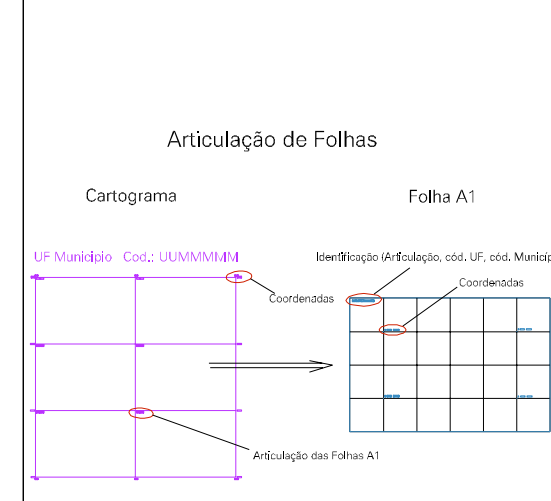 Articulação de Folhas
Cartograma
Folha A1
UF Municipio Cod.: UUMMMMM
Identificação (Articulação, cód. UF, cód. Municíp
Coordenadas
Coordenadas
Articulação das Folhas A1